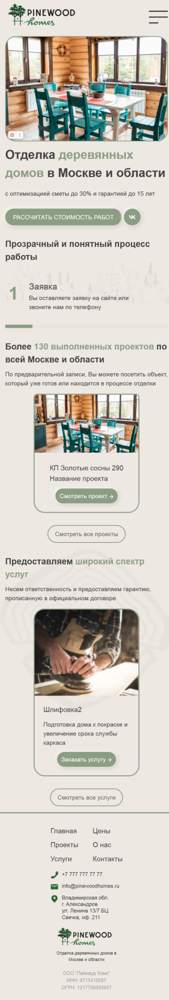 PINEWOOD
homes
Отделка деревянных
домов в Москве и области
с оптимизацией сметы до 30% и гарантией до 15 лет
РАССЧИТАТЬ СТОИМОСТЬ РАБОТ
Прозрачный и понятный процесс
работы
1
Заявка
Вы оставляете заявку на сайте или
звоните нам по телефону
Более 130 выполненных проектов по
всей Москве и области
По предварительной записи, Вы можете посетить объект,
который уже готов или находится в процессе отделки
КП Золотые сосны 290
Название проекта
Смотреть проект →
Смотреть все проекты
Предоставляем широкий спектр
услуг
Несем ответственность и предоставляем гарантию,
прописанную в официальном договоре
Шлифовка2
Подготовка дома к покраске и
увеличение срока службы
каркаса
Заказать услугу →
Смотреть все услуги
Главная Цены
Проекты О нас
Услуги Контакты
+7 777 777 77 77
info@pinewoodhomes.ru
Владимирская обл.
г. Александров
ул. Ленина 13/7 БЦ
Свечка, оф. 211
PINEWOOD
homes
Отделка деревянных домов в
Москве и области
ООО "Пайнвуд Хомс"
ИНН: 9715410587
ОГРН: 1217700593857